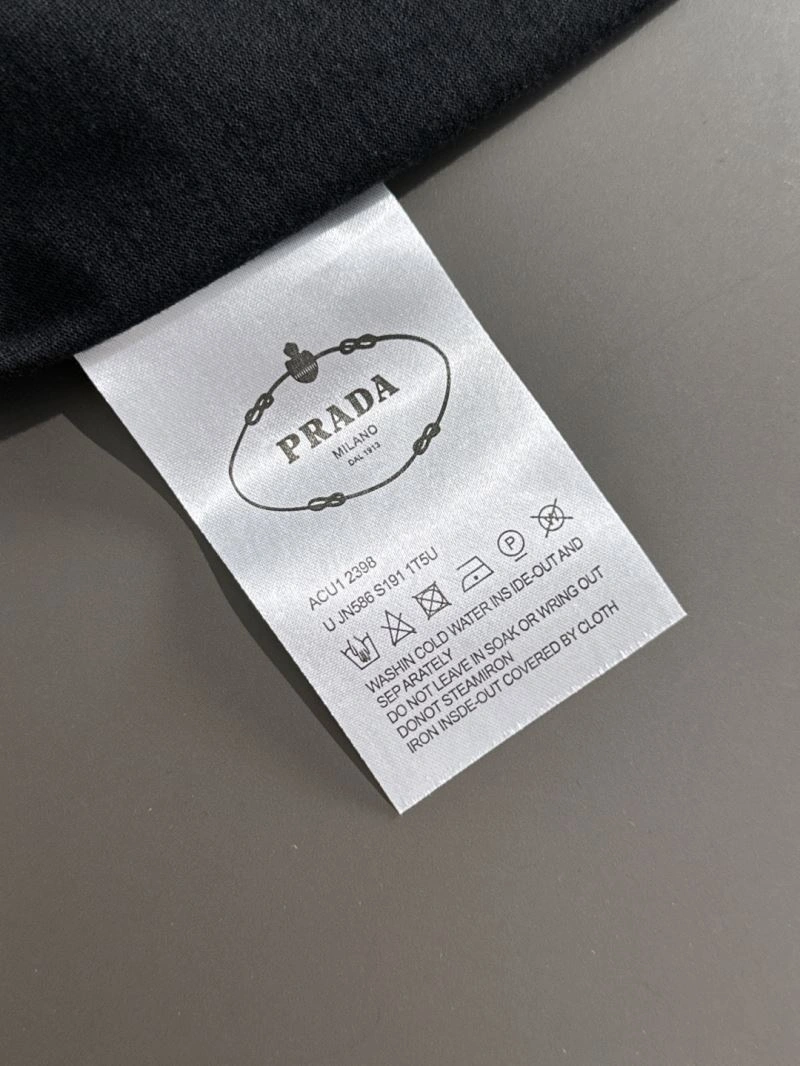 PRADA
MILANO
DAL 1913
ACU1 2398
U JN586 S191 1T5U
P
W
WASHIN COLD WATER INS IDE-OUT AND
SEP ARATELY
DO NOT LEAVE IN SOAK OR WRING OUT
DONOT STEAMIRON
IRON INSDE-OUT COVERED BY CLOTH